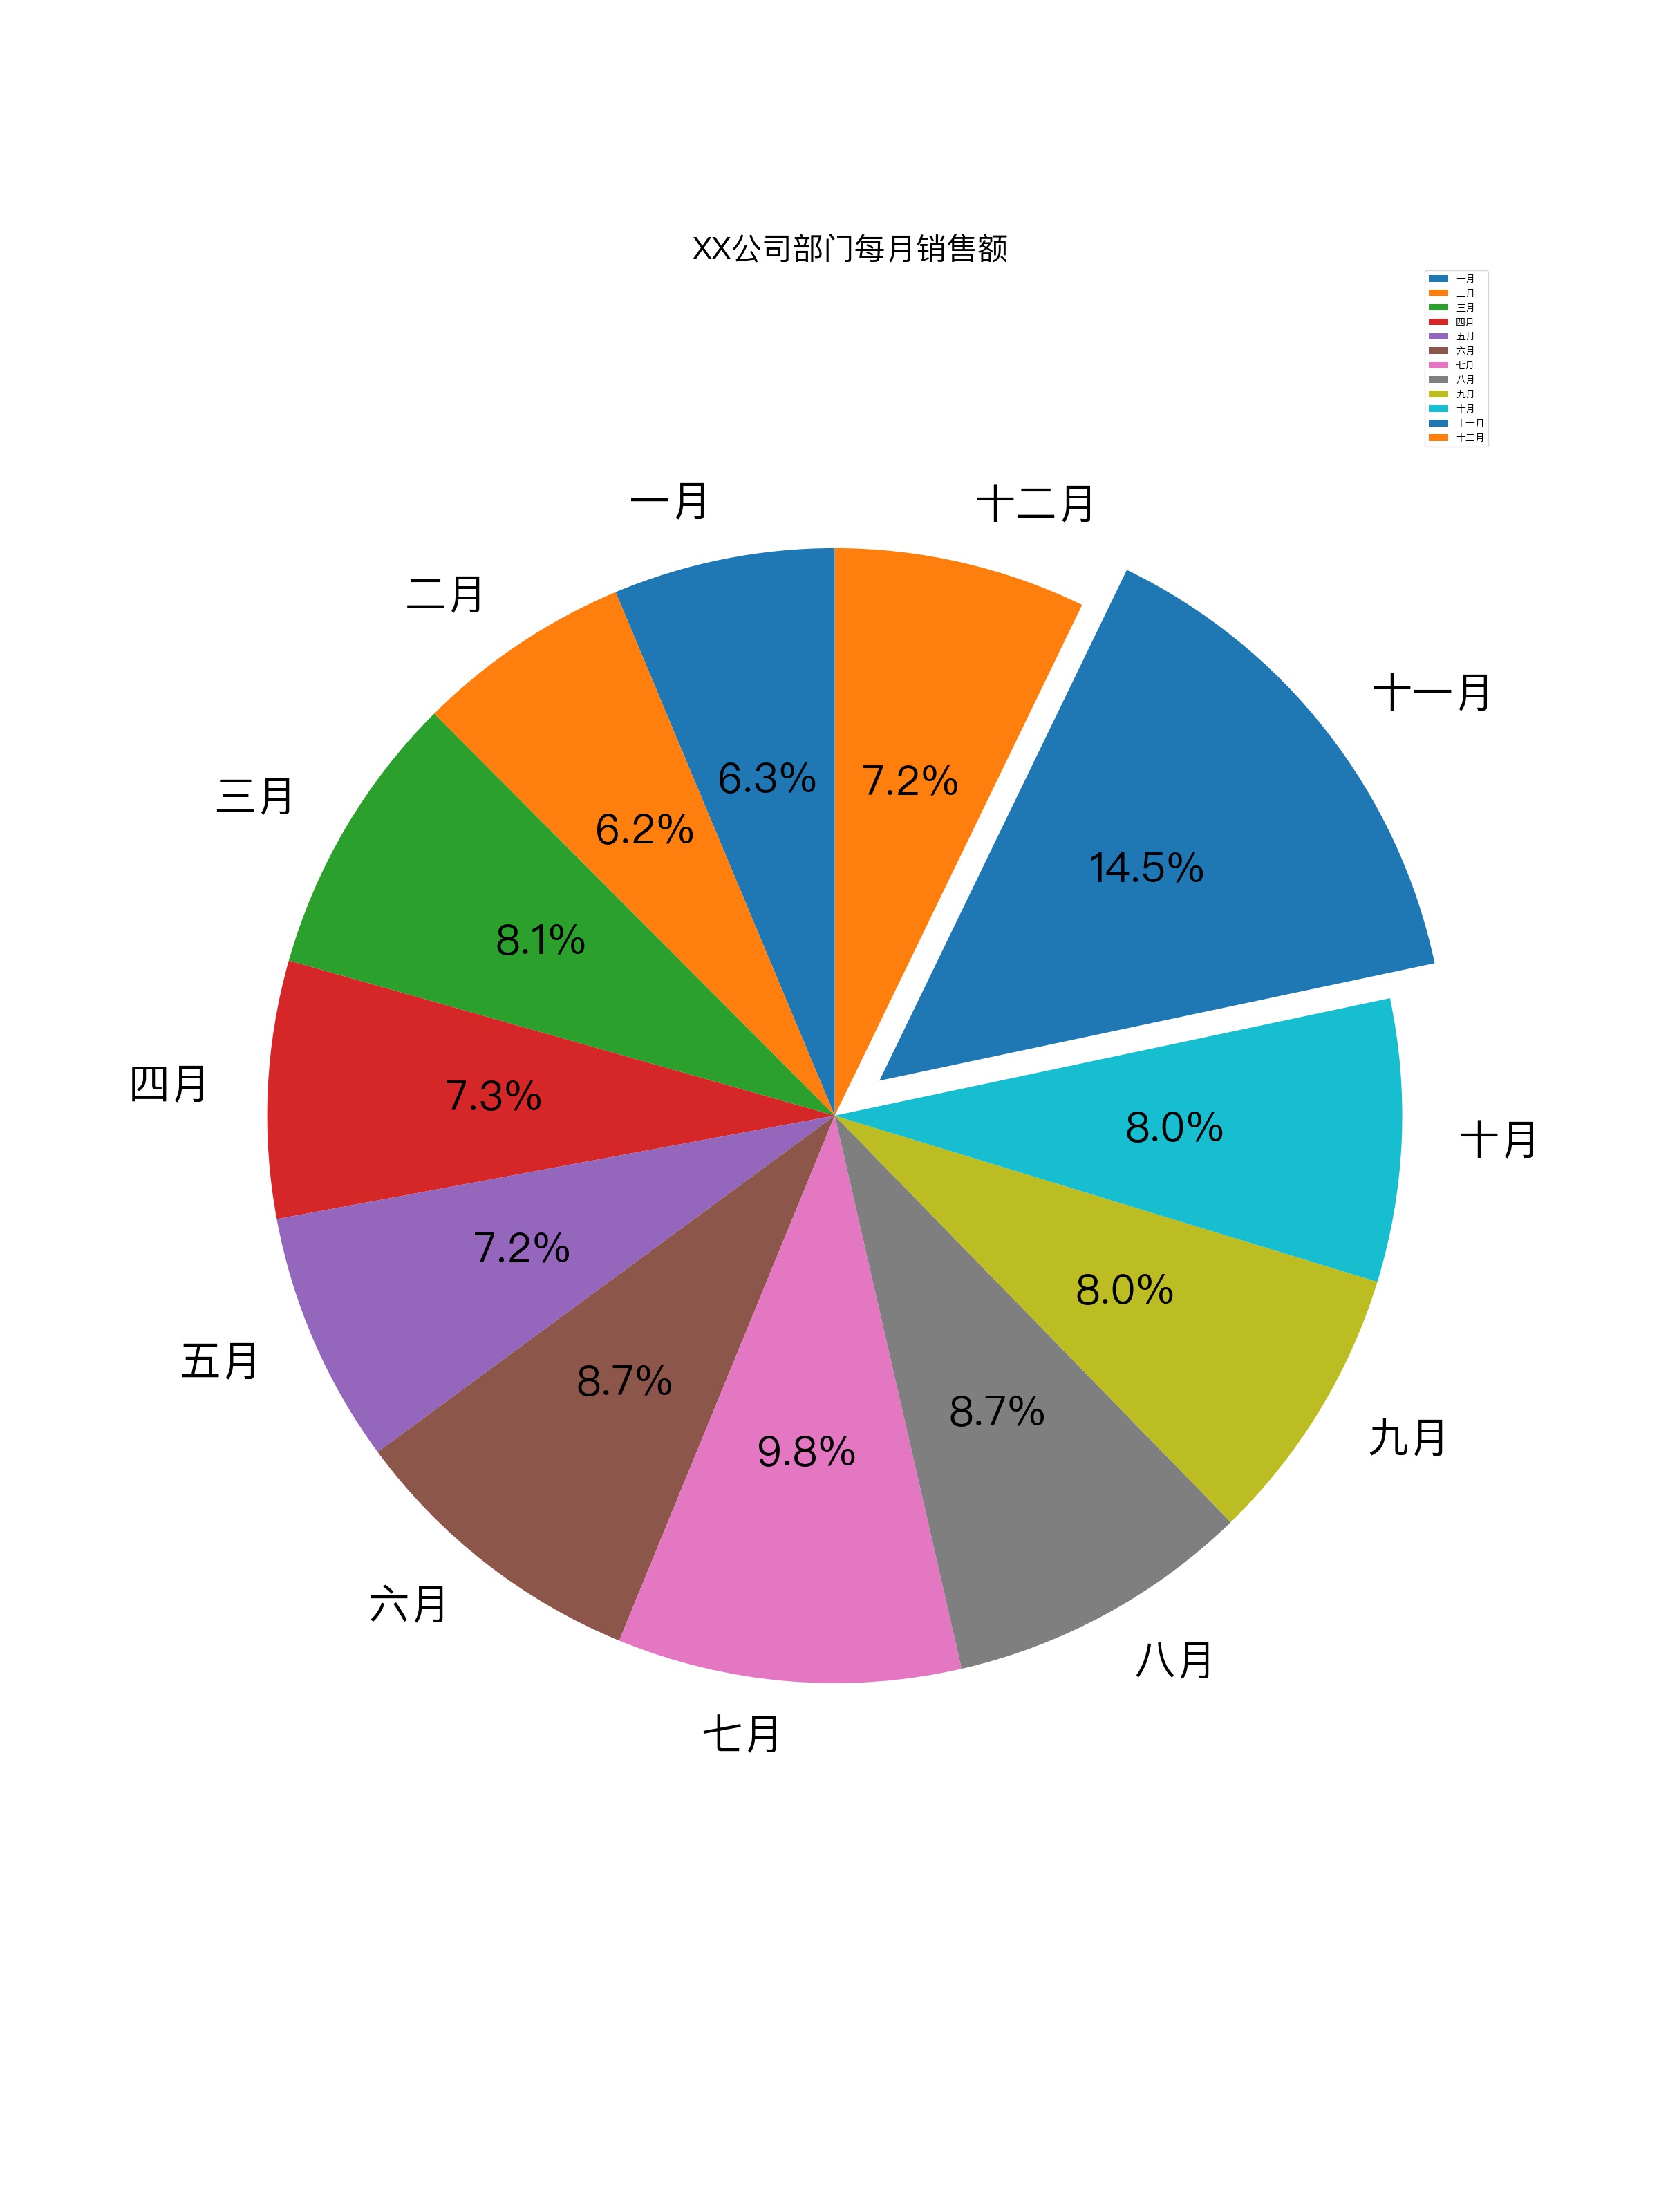 XX公司部门每月销售额
一月
二月
三月
四月
五月
六月
七月
八月
九月
十月
十一月
十二月
一月
十二月
二月
十一月
三月
6.3%
7.2%
6.2%
14.5%
8.1%
四月
7.3%
8.0%
十月
7.2%
8.0%
五月
8.7%
8.7%
九月
9.8%
六月
八月
七月